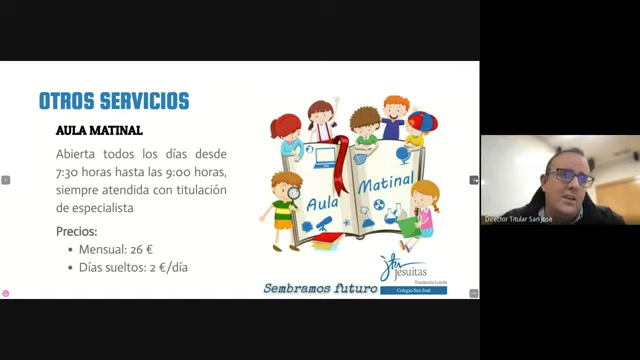 OTROS SERVICIOS
AULA MATINAL
Abierta todos los días desde
7:30 horas hasta las 9:00 horas,
siempre atendida con titulación
de especialista
Precios:
• Mensual: 26 €
• Días sueltos: 2 €/día
Aula
Matinal
jesuitas
Fundación Loyola
Colegio San José
Sembramos futuro
Director Titular San José